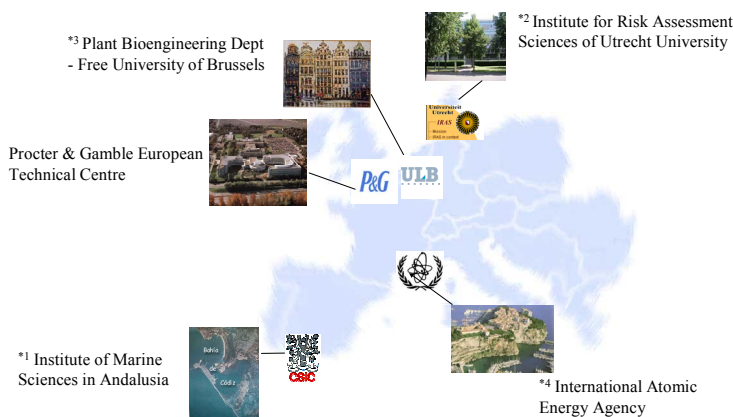 *3 Plant Bioengineering Dept
- Free University of Brussels
*2 Institute for Risk Assessment
Sciences of Utrecht University
Universiteit
Utrecht
IRAS
Procter & Gamble European
Technical Centre
P&G
ULB
*1 Institute of Marine
Sciences in Andalusia
Bahía
de
Cádiz
CSIC
*4 International Atomic
Energy Agency